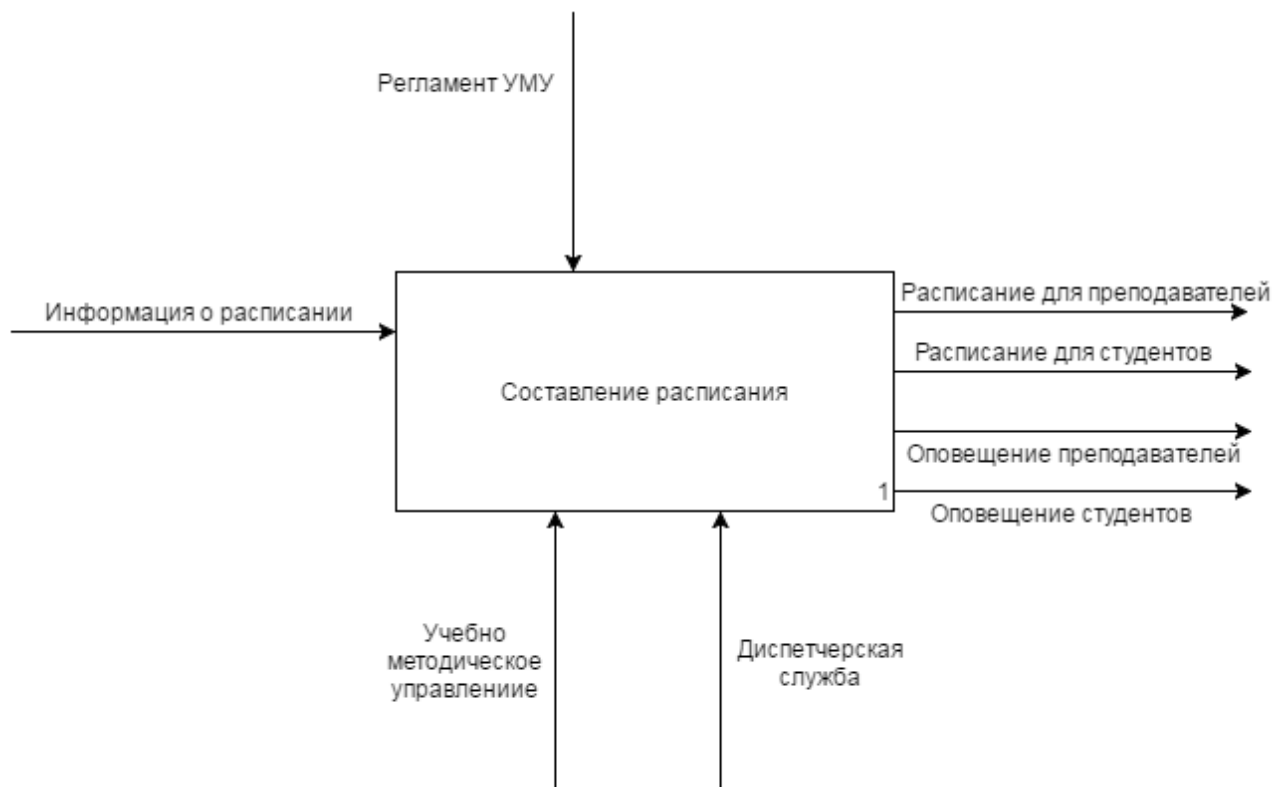 Регламент УМУ
Информация о расписании
Составление расписания
1
Расписание для преподавателей
Расписание для студентов
Оповещение преподавателей
Оповещение студентов
Учебно
методическое
управлениие
Диспетчерская
служба